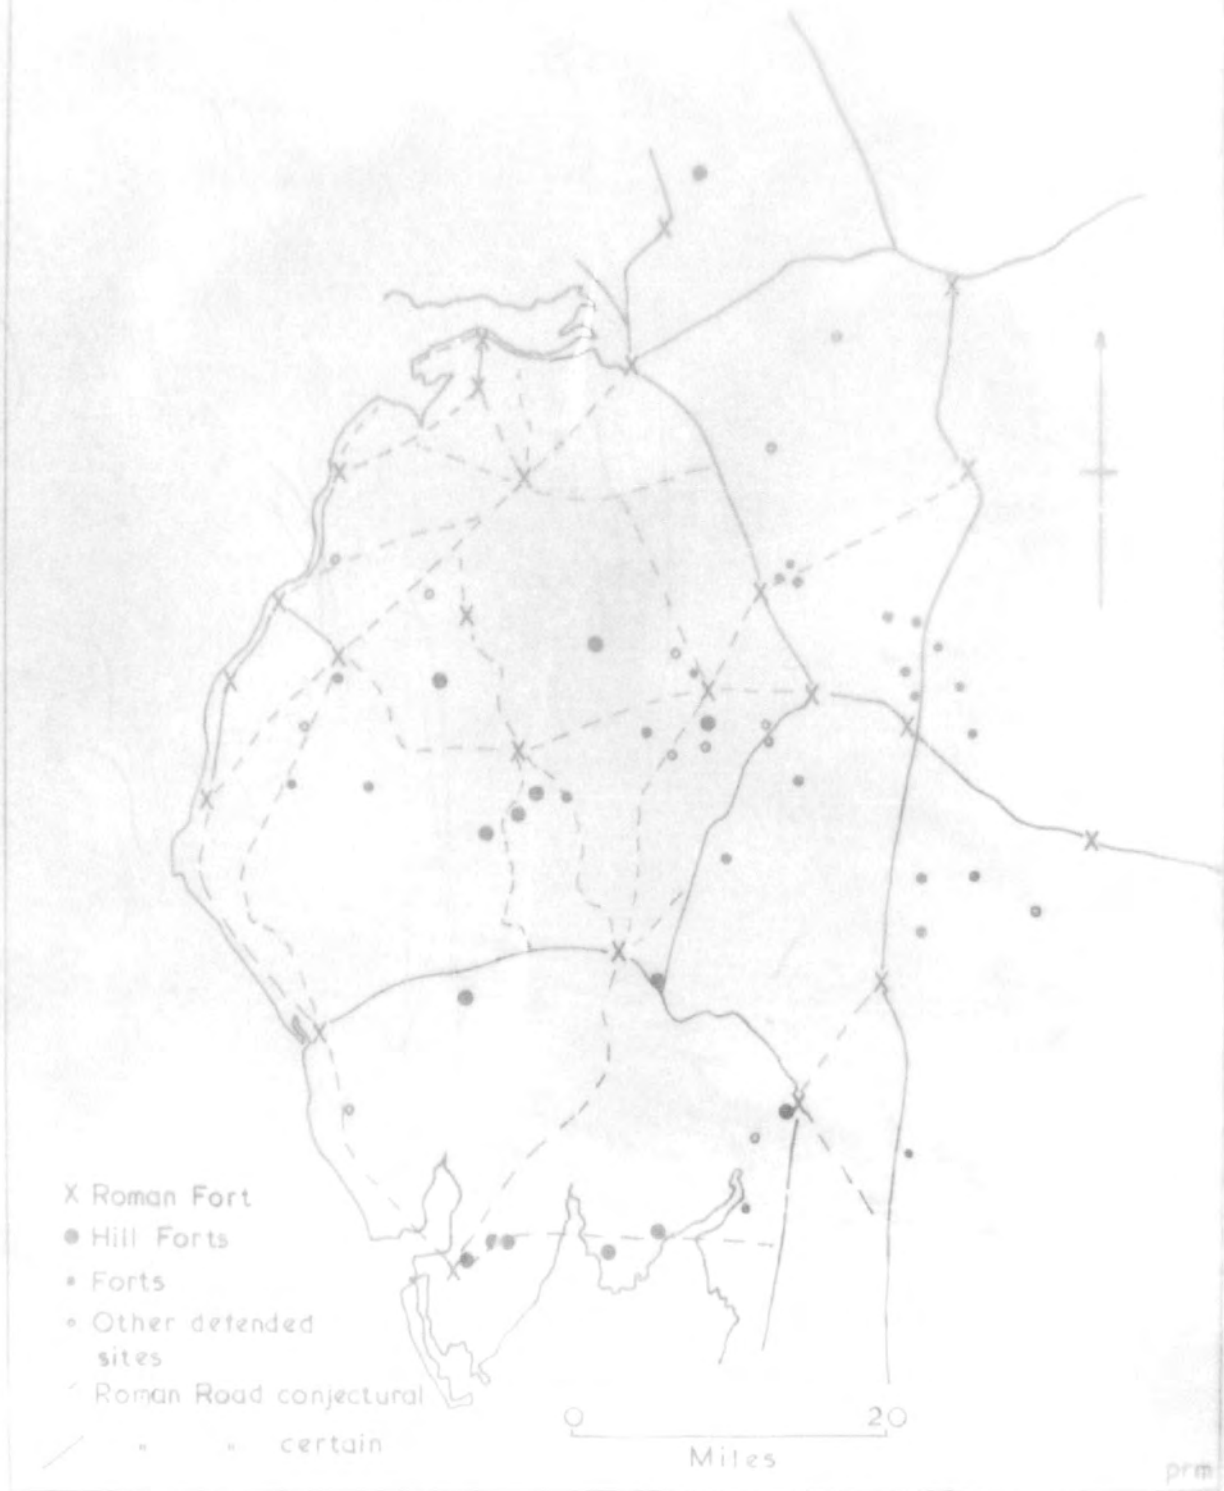 X Roman Fort
Hill Forts
Forts
Other defended
sites
Roman Road conjectural
" " certain
0 20
Miles
prm